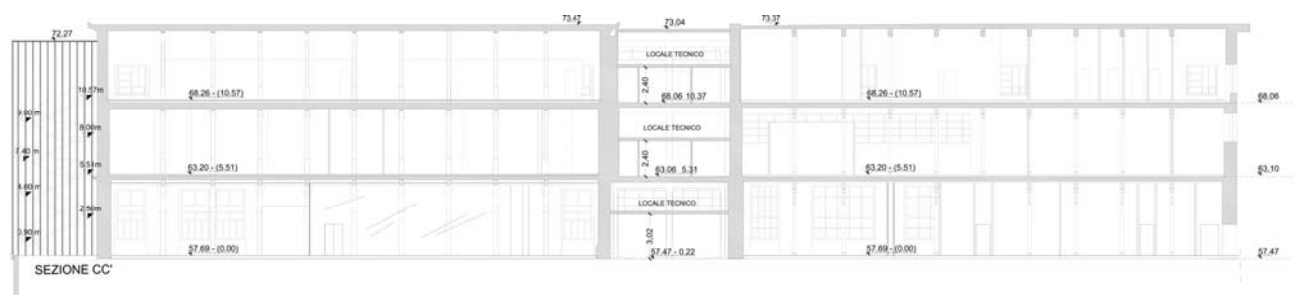 73.47
73.04
73.37
72.27
LOCALE TECNICO
2,40
10.57m
68.26 - (10.57)
68.06 10.37
68.26 - (10.57)
68.06
8.00m
LOCALE TECNICO
2,40
5.51m
63.20 - (5.51)
63.06 5.31
63.20 - (5.51)
63.10
LOCALE TECNICO
3,02
57.69 - (0.00)
57.47 - 0.22
57.69 - (0.00)
57.47
SEZIONE CC'